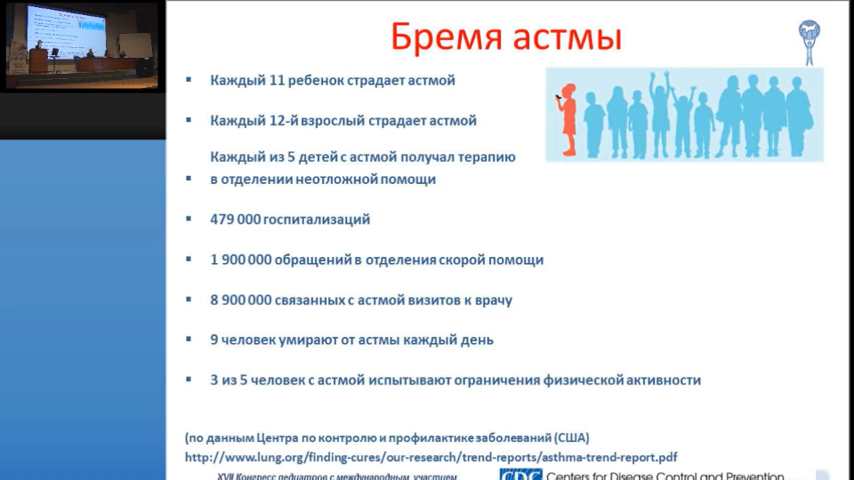 Бремя астмы
Каждый 11 ребенок страдает астмой
Каждый 12-й взрослый страдает астмой
Каждый из 5 детей с астмой получал терапию
в отделении неотложной помощи
479 000 госпитализаций
1 900 000 обращений в отделения скорой помощи
8 900 000 связанных с астмой визитов к врачу
9 человек умирают от астмы каждый день
3 из 5 человек с астмой испытывают ограничения физической активности
(по данным Центра по контролю и профилактике заболеваний (США)
http://www.lung.org/finding-cures/our-research/trend-reports/asthma-trend-report.pdf
XVII Конгресс педиатров с международным участием
CDC Centers for Disease Control and Prevention